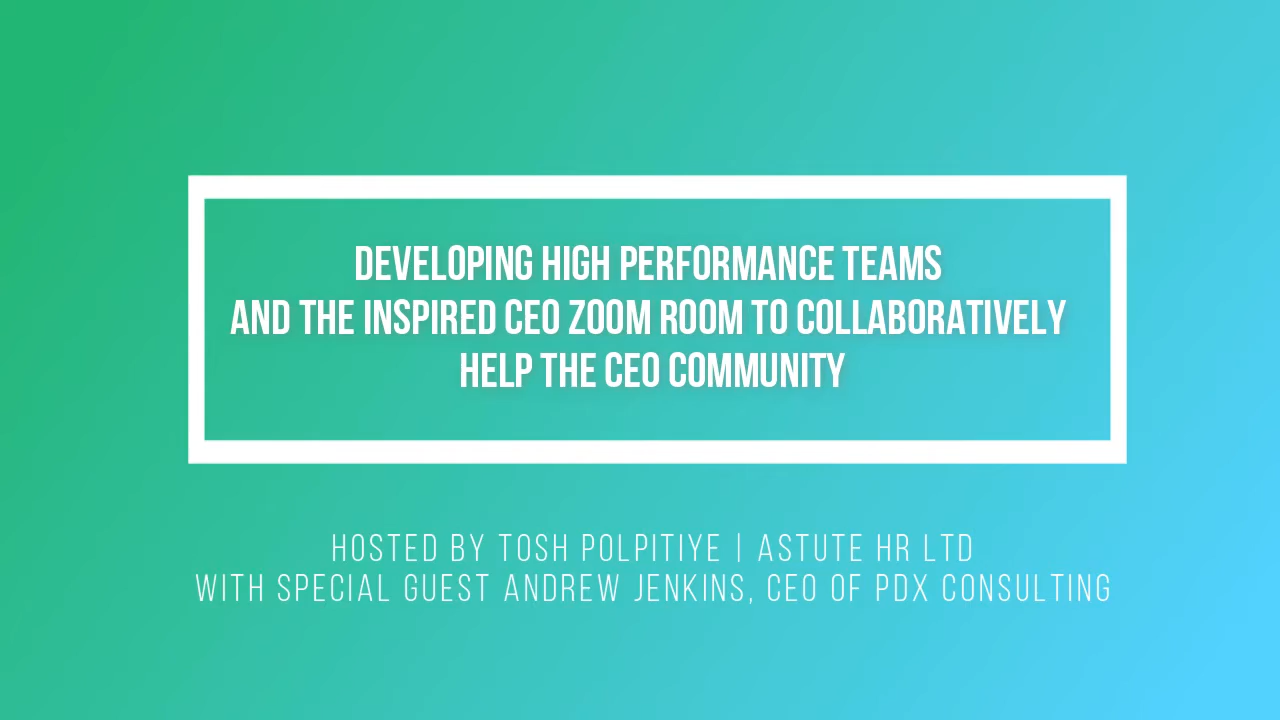 DEVELOPING HIGH PERFORMANCE TEAMS
AND THE INSPIRED CEO ZOOM ROOM TO COLLABORATIVELY
HELP THE CEO COMMUNITY
HOSTED BY TOSH POLPITIYE | ASTUTE HR LTD
WITH SPECIAL GUEST ANDREW JENKINS, CEO OF PDX CONSULTING